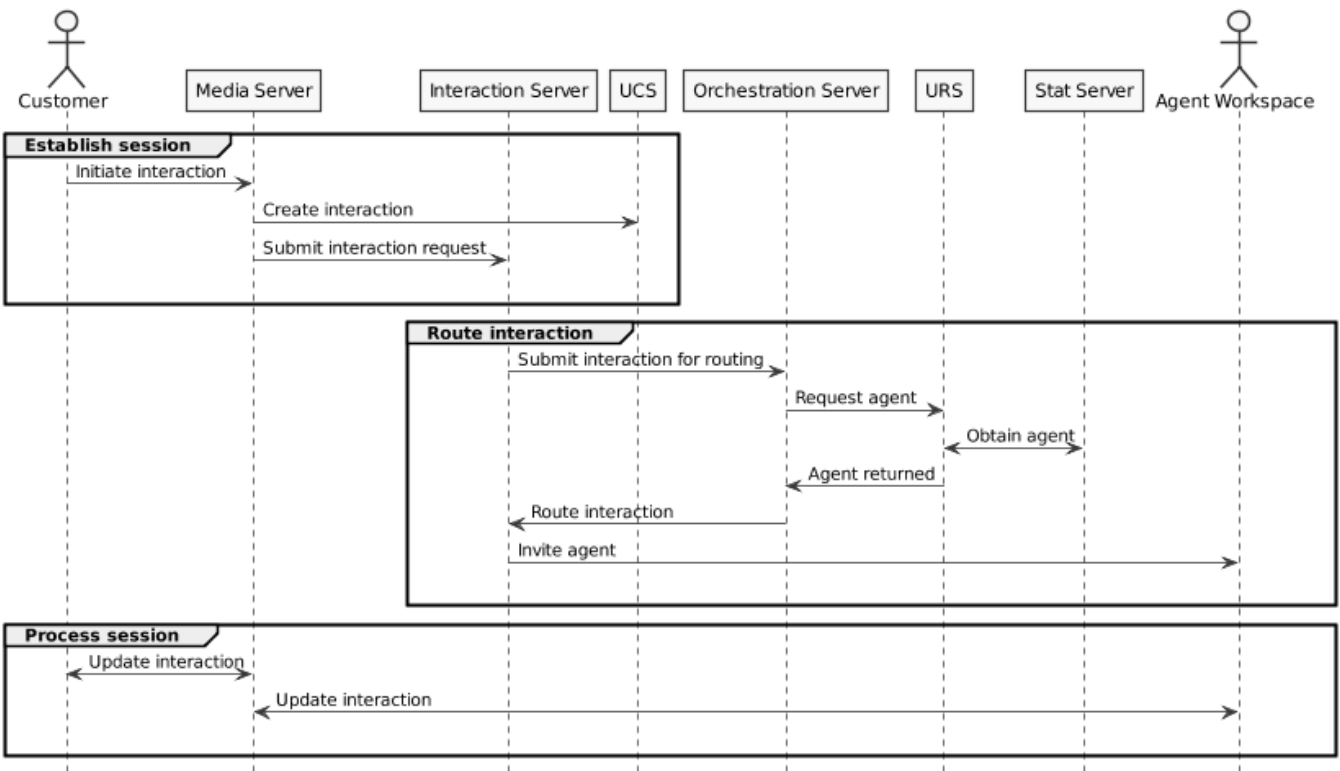 Customer
Media Server
Interaction Server
UCS
Orchestration Server
URS
Stat Server
Agent Workspace
Establish session
Initiate interaction
Create interaction
Submit interaction request
Route interaction
Submit interaction for routing
Request agent
Obtain agent
Agent returned
Route interaction
Invite agent
Process session
Update interaction
Update interaction